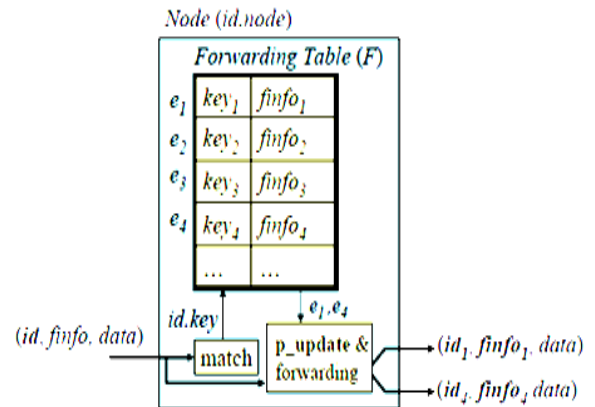 Node (id.node)
Forwarding Table (F)
e1 key1 finfo1
e2 key2 finfo2
e3 key3 finfo3
e4 key4 finfo4
... ...
id.key
e1,e4
(id, finfo, data)
match
p_update &
forwarding
(id1, finfo1, data)
(id4, finfo4 data)